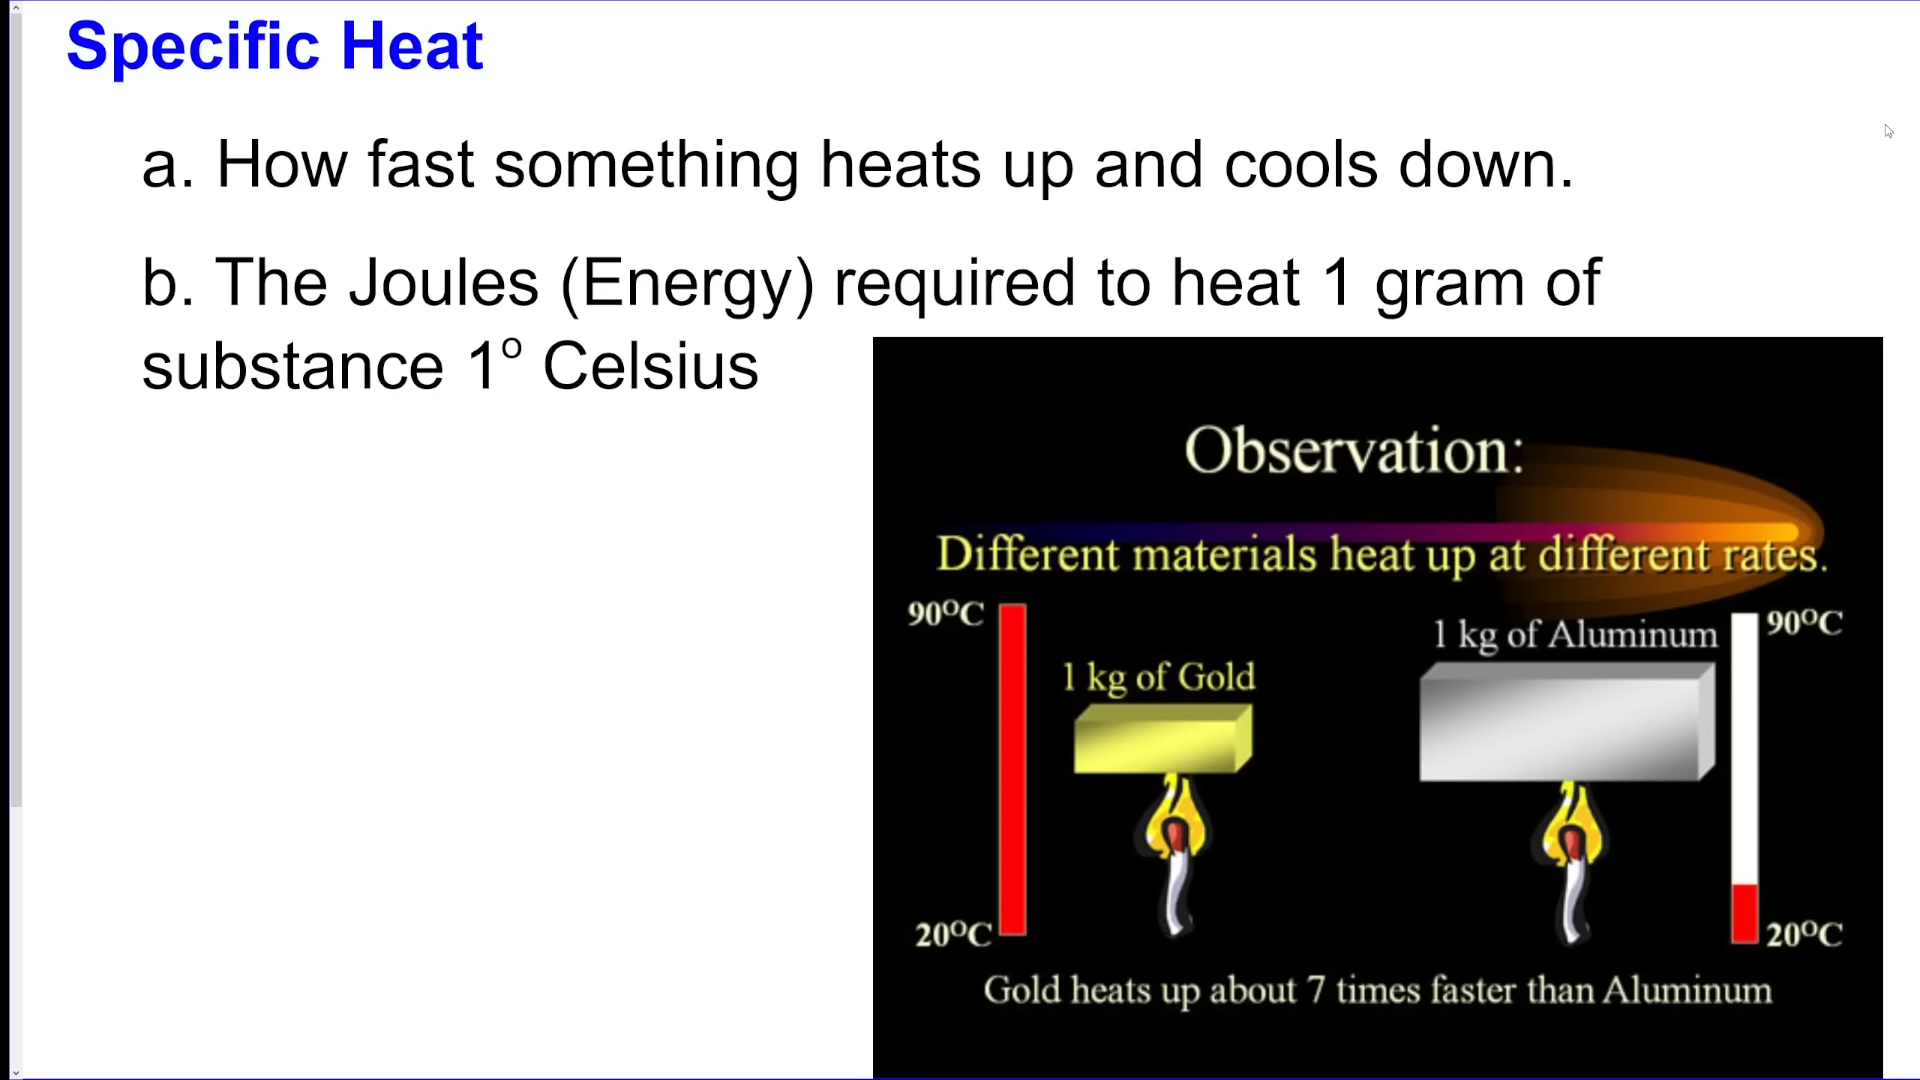 Specific Heat
a. How fast something heats up and cools down.
b. The Joules (Energy) required to heat 1 gram of
substance 1° Celsius
Observation:
Different materials heat up at different rates.
90°C
1 kg of Gold
20°C
1 kg of Aluminum
90°C
20°C
Gold heats up about 7 times faster than Aluminum